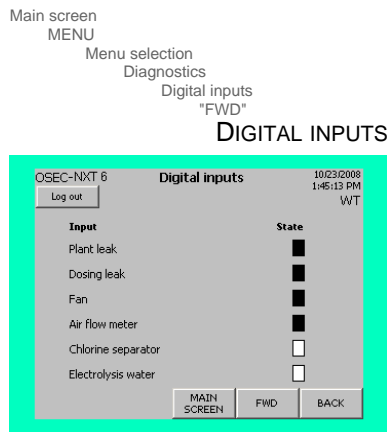 Main screen
MENU
Menu selection
Diagnostics
Digital inputs
"FWD"
DIGITAL INPUTS
OSEC-NXT 6 Digital inputs 10/23/2008
1:45:13 PM
Log out
WT
Input State
Plant leak
Dosing leak
Fan
Air flow meter
Chlorine separator
Electrolysis water
MAIN SCREEN FWD BACK